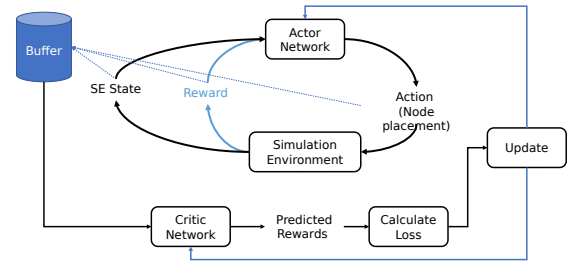 Buffer
Actor
Network
SE State
Reward
Action
(Node
placement)
Simulation
Environment
Update
Critic
Network
Predicted
Rewards
Calculate
Loss